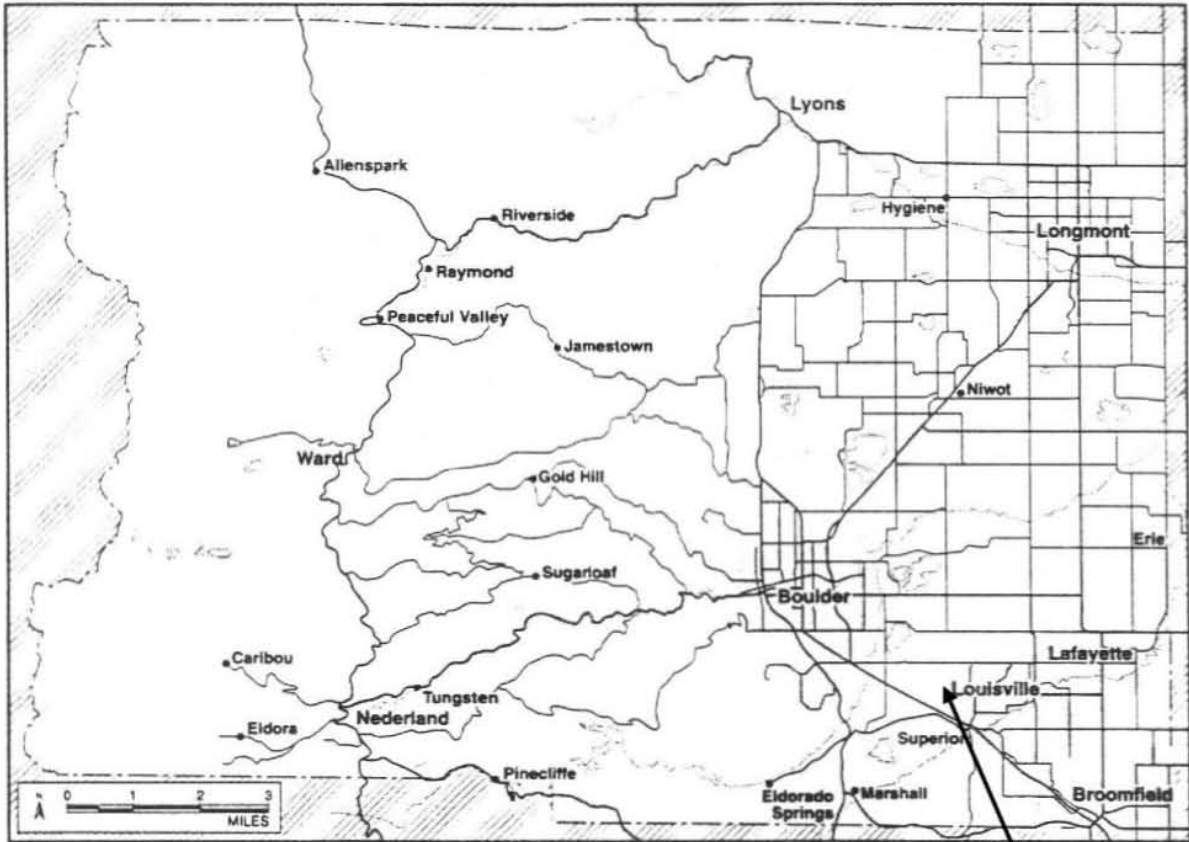 Lyons
Allenspark
Riverside
Hygiene
Longmont
Raymond
Peaceful Valley
Jamestown
Niwot
Ward
Gold Hill
Erie
Sugarloaf
Boulder
Caribou
Lafayette
Tungsten
Louisville
Nederland
Eldora
Superior
Pinecliffe
Eldorado
Springs
Marshall
Broomfield
N
0 1 2 3
MILES